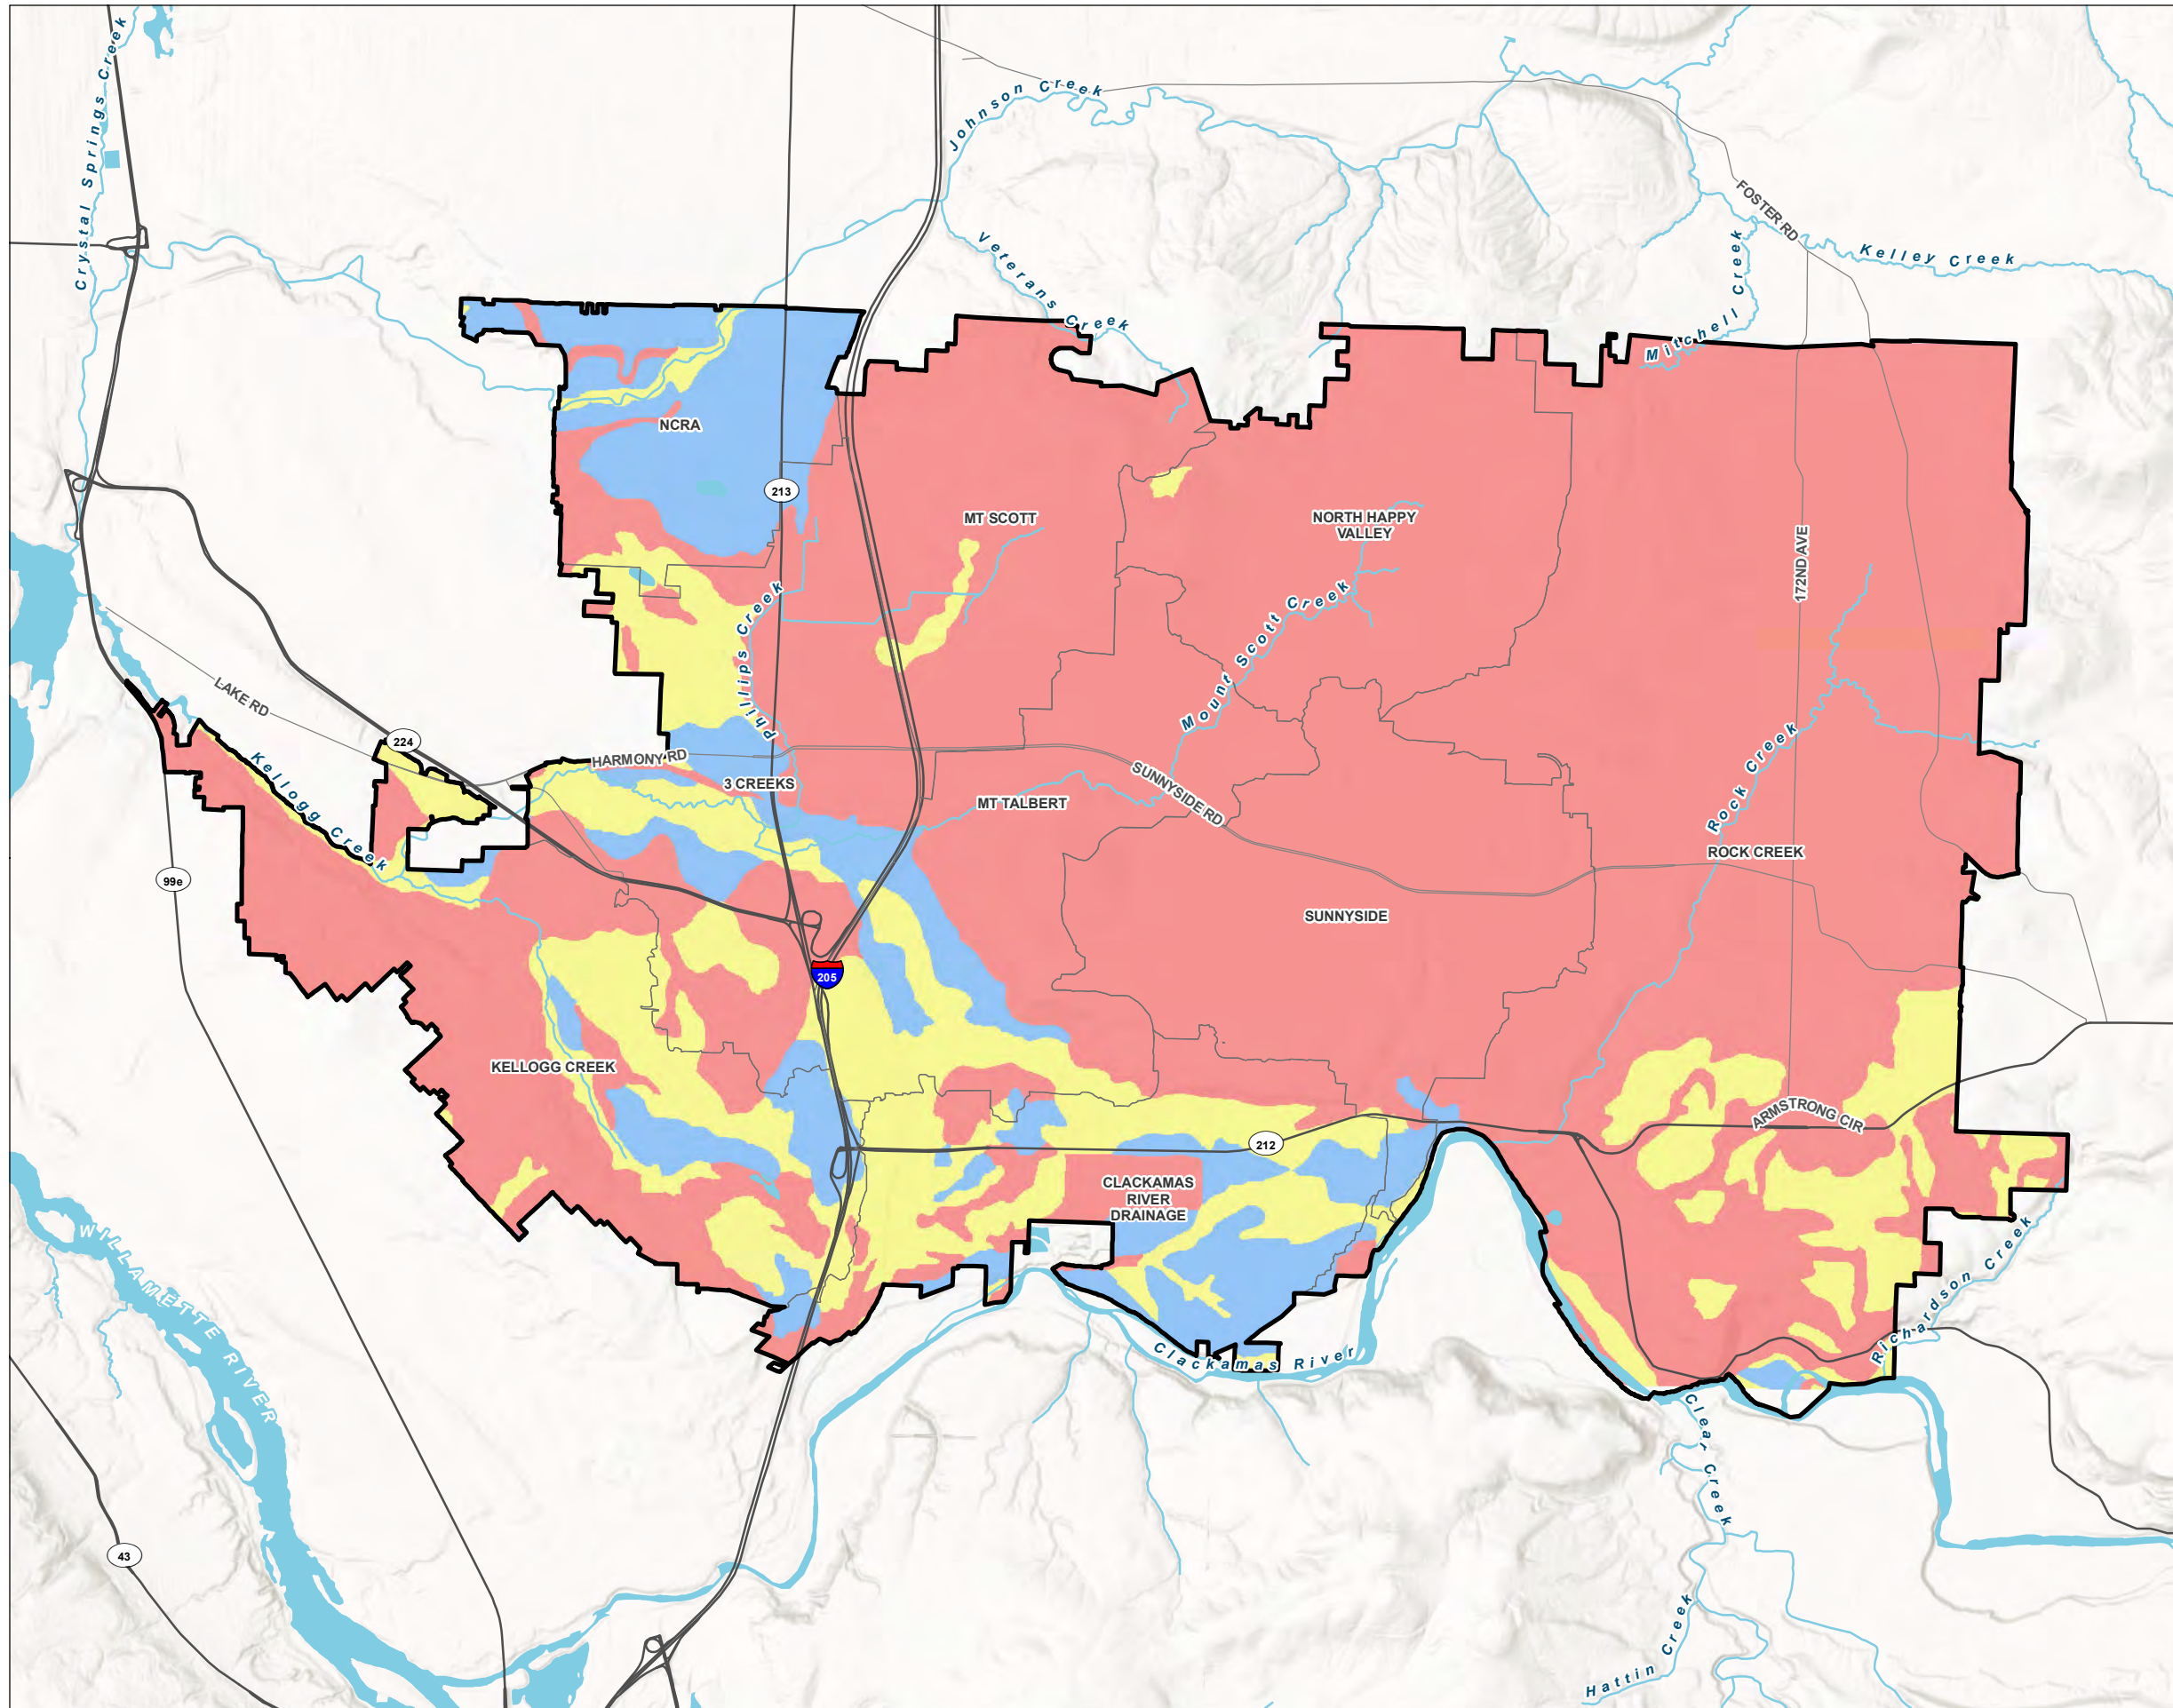 Crystal Springs Creek
Johnson Creek
Veterans
Creek
FOSTER RD
Kelley Creek
Mitchell Creek
NCRA
213
MT SCOTT
NORTH HAPPY
VALLEY
172ND AVE
Phillips Creek
Mount Scott Creek
LAKE RD
224
HARMONY RD
3 CREEKS
Kellogg Creek
MT TALBERT
SUNNYSIDE RD
Rock Creek
ROCK CREEK
99e
SUNNYSIDE
205
KELLOGG CREEK
ARMSTRONG CIR
212
CLACKAMAS
RIVER
DRAINAGE
WILLAMETTE RIVER
Clackamas River
Richardson Creek
Clear Creek
43
Hattin Creek